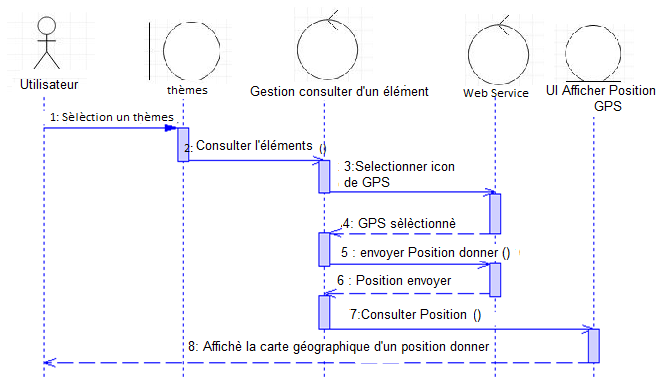 Utilisateur
thèmes
Gestion consulter d'un élément
Web Service
UI Afficher Position
GPS
1: Sèlèction un thèmes
2: Consulter l'éléments ()
3:Selectionner icon
de GPS
4: GPS sèlèctionnè
5 : envoyer Position donner ()
6 : Position envoyer
7:Consulter Position ()
8: Affichè la carte géographique d'un position donner